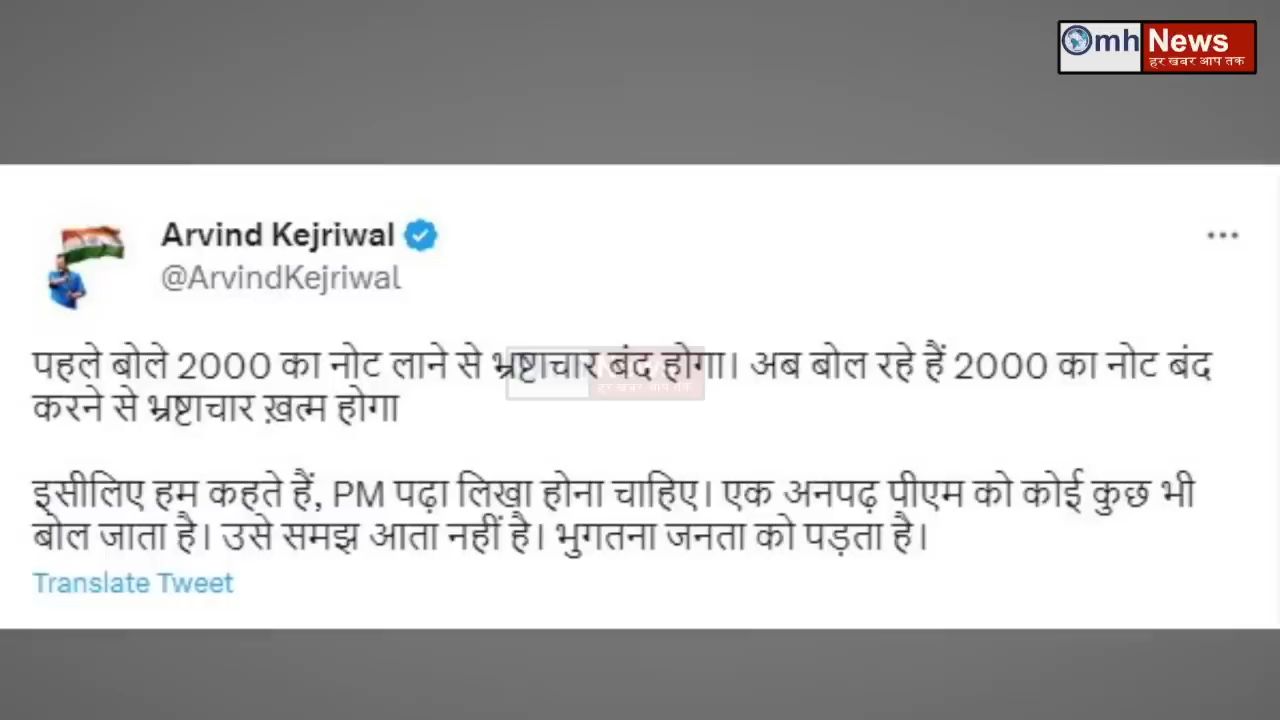 Omh News
हर खबर आप तक
Arvind Kejriwal
@ArvindKejriwal
पहले बोले 2000 का नोट लाने से भ्रष्टाचार बंद होगा। अब बोल रहे हैं 2000 का नोट बंद
करने से भ्रष्टाचार ख़त्म होगा
इसीलिए हम कहते हैं, PM पढ़ा लिखा होना चाहिए। एक अनपढ़ पीएम को कोई कुछ भी
बोल जाता है। उसे समझ आता नहीं है। भुगतना जनता को पड़ता है।
Translate Tweet